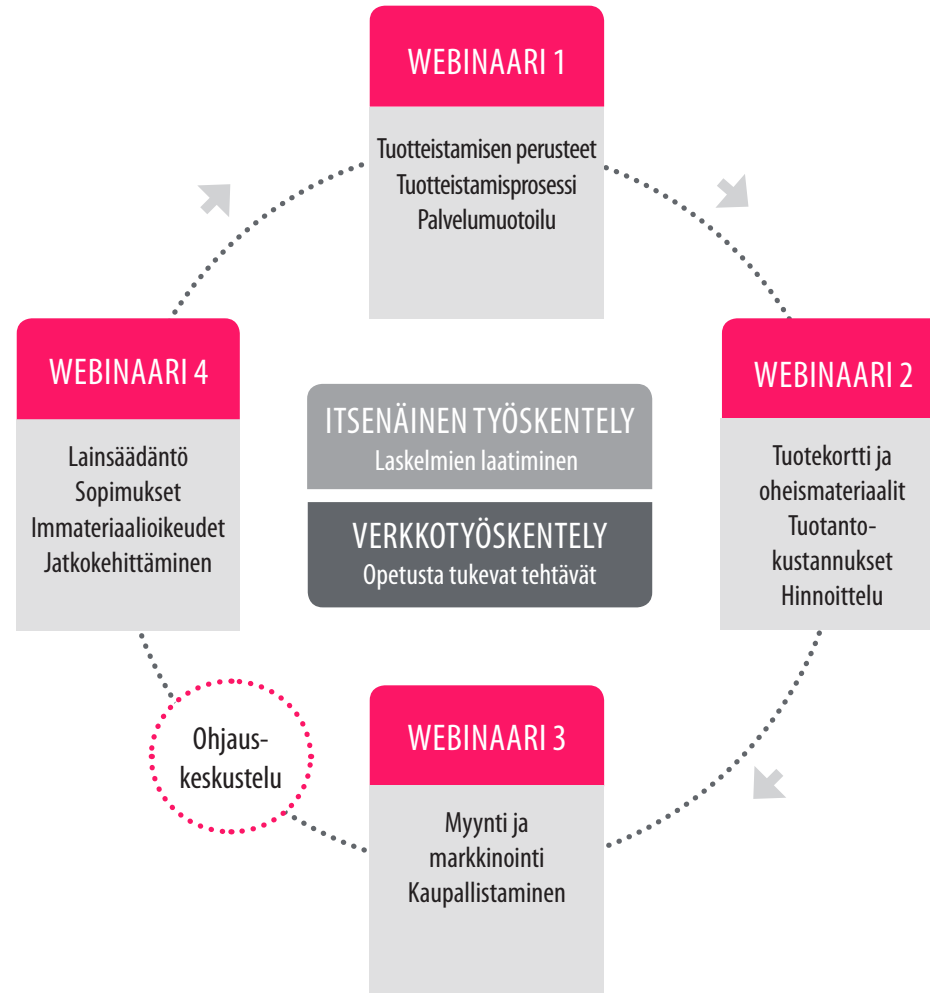 WEBINAARI 1
Tuotteistamisen perusteet
Tuotteistamisprosessi
Palvelumuotoilu
WEBINAARI 2
Tuotekortti ja
oheismateriaalit
Tuotanto-
kustannukset
Hinnoittelu
WEBINAARI 3
Myynti ja
markkinointi
Kaupallistaminen
Ohjaus-
keskustelu
WEBINAARI 4
Lainsäädäntö
Sopimukset
Immateriaalioikeudet
Jatkokehittäminen
ITSENÄINEN TYÖSKENTELY
Laskelmien laatiminen
VERKKOTYÖSKENTELY
Opetusta tukevat tehtävät